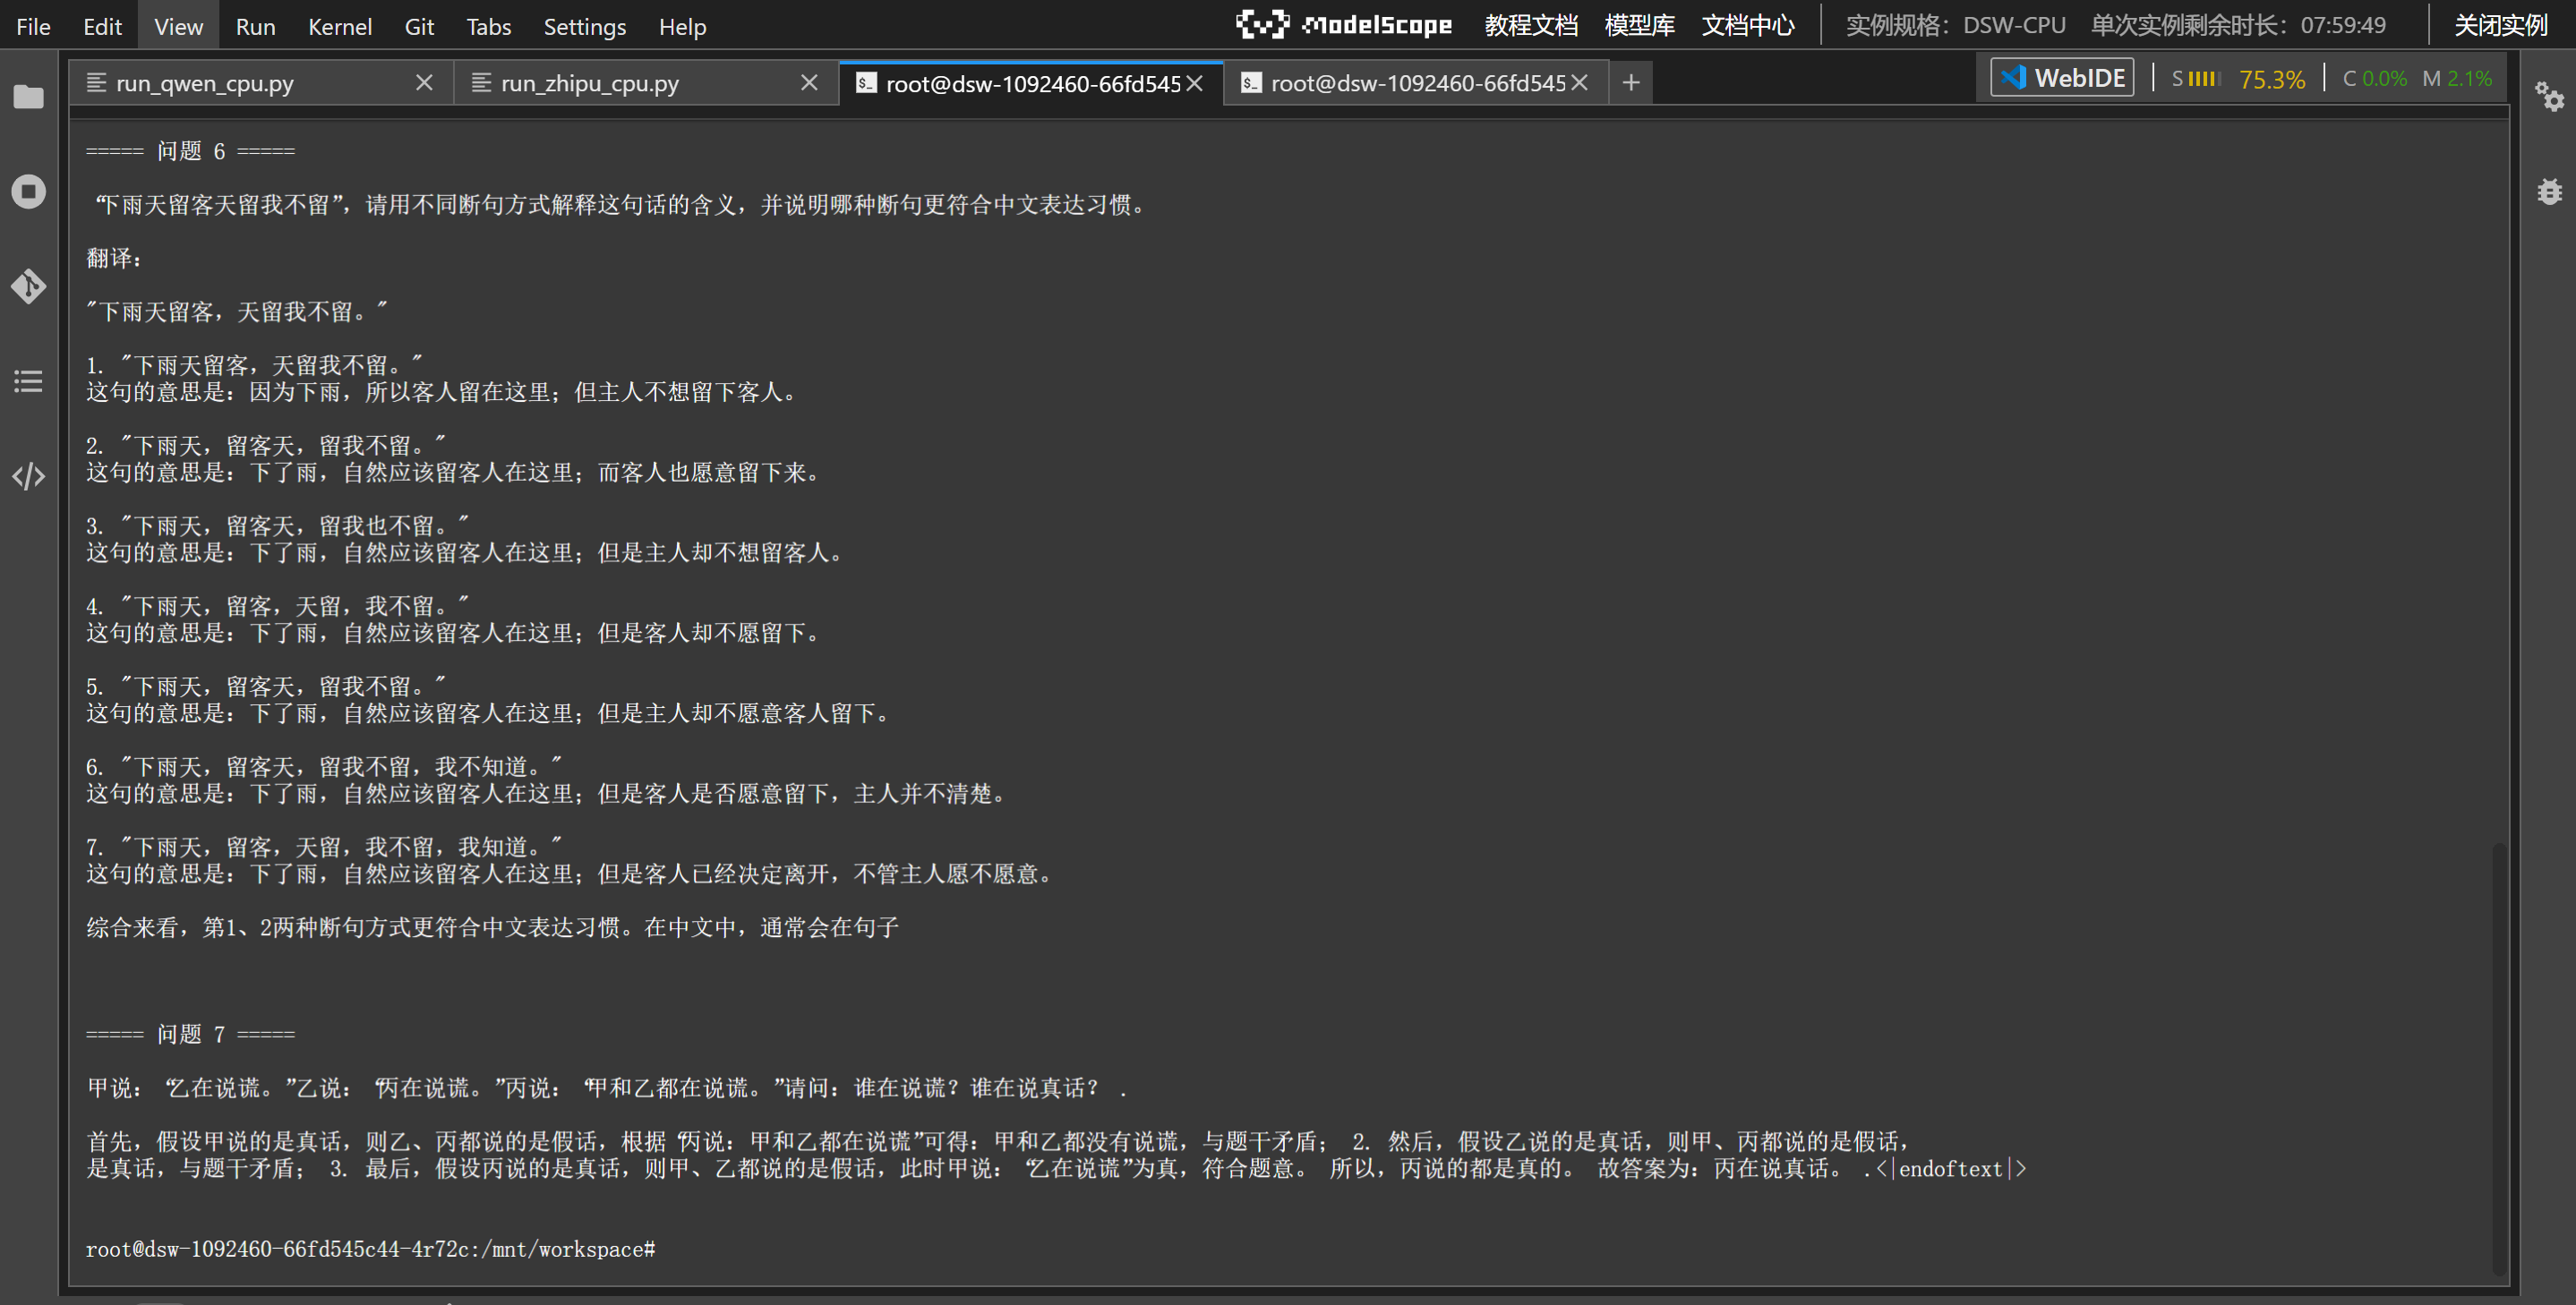 File Edit View Run Kernel Git Tabs Settings Help ModelScope 教程文档 模型库 文档中心 实例规格：DSW-CPU 单次实例剩余时长：07:59:49 关闭实例
run_qwen_cpu.py run_zhipu_cpu.py root@dsw-1092460-66fd545 root@dsw-1092460-66fd545 WebIDE S 75.3% C 0.0% M 2.1%
===== 问题 6 =====
“下雨天留客天留我不留”，请用不同断句方式解释这句话的含义，并说明哪种断句更符合中文表达习惯。
翻译：
"下雨天留客，天留我不留。"
1. "下雨天留客，天留我不留。"
这句的意思是：因为下雨，所以客人留在这里；但主人不想留下客人。
2. "下雨天，留客天，留我不留。"
这句的意思是：下了雨，自然应该留客人在这里；而客人也愿意留下来。
3. "下雨天，留客天，留我也不留。"
这句的意思是：下了雨，自然应该留客人在这里；但是主人却不想留客人。
4. "下雨天，留客，天留，我不留。"
这句的意思是：下了雨，自然应该留客人在这里；但是客人却不愿留下。
5. "下雨天，留客天，留我不留。"
这句的意思是：下了雨，自然应该留客人在这里；但是主人却不愿意客人留下。
6. "下雨天，留客天，留我不留，我不知道。"
这句的意思是：下了雨，自然应该留客人在这里；但是客人是否愿意留下，主人并不清楚。
7. "下雨天，留客，天留，我不留，我知道。"
这句的意思是：下了雨，自然应该留客人在这里；但是客人已经决定离开，不管主人愿不愿意。
综合来看，第1、2两种断句方式更符合中文表达习惯。在中文中，通常会在句子
===== 问题 7 =====
甲说：“乙在说谎。”乙说：“丙在说谎。”丙说：“甲和乙都在说谎。”请问：谁在说谎？谁在说真话？ .
首先，假设甲说的是真话，则乙、丙都说的是假话，根据“丙说：甲和乙都在说谎”可得：甲和乙都没有说谎，与题干矛盾； 2. 然后，假设乙说的是真话，则甲、丙都说的是假话，
是真话，与题干矛盾； 3. 最后，假设丙说的是真话，则甲、乙都说的是假话，此时甲说：“乙在说谎”为真，符合题意。 所以，丙说的都是真的。 故答案为：丙在说真话。 .<|endoftext|>
root@dsw-1092460-66fd545c44-4r72c:/mnt/workspace#